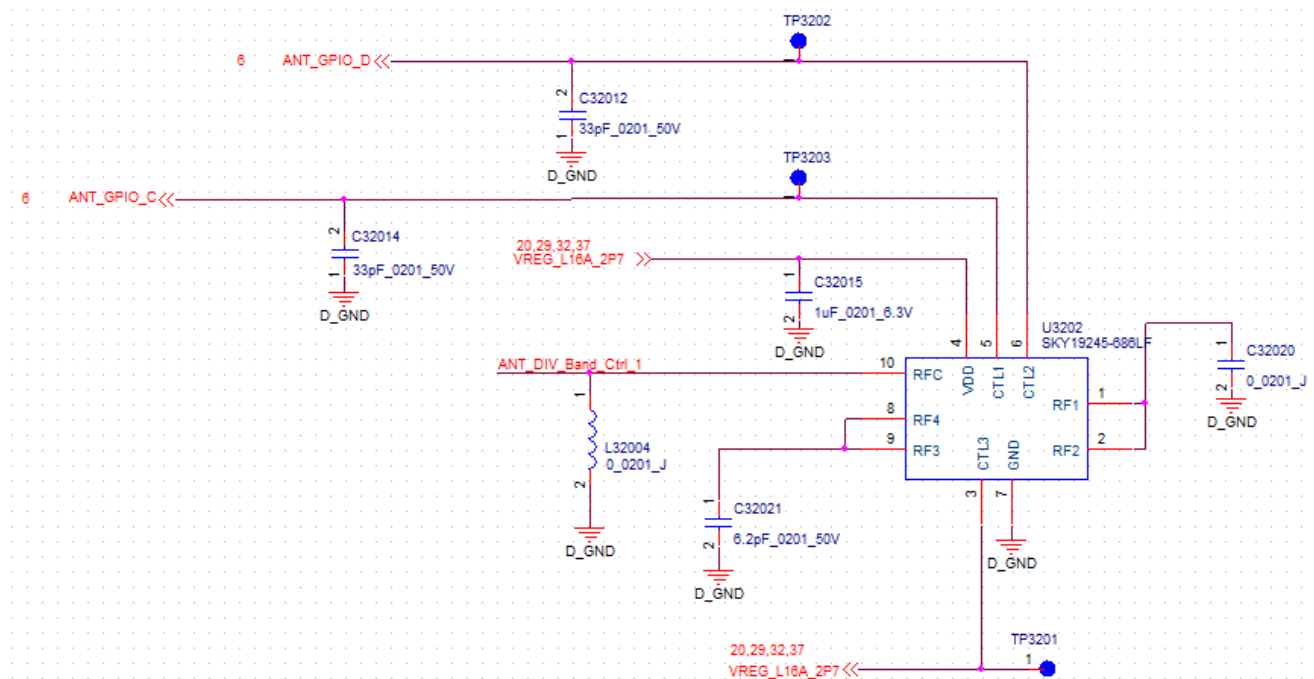 TP3202
6 ANT_GPIO_D
2
C32012
33pF_0201_50V
1
D_GND
TP3203
6 ANT_GPIO_C
2
C32014
33pF_0201_50V
1
D_GND
20,29,32,37
VREG_L16A_2P7
1
C32015
1uF_0201_6.3V
2
D_GND
U3202
SKY19245-686LF
4 5 6
VDD CTL1 CTL2
10 RFC
8 RF4
9 RF3
RF1 1
RF2 2
CTL3 GND
3 7
D_GND
1
C32020
0_0201_J
2
D_GND
ANT_DIV_Band_Ctrl_1
1
L32004
0_0201_J
2
D_GND
1
C32021
6.2pF_0201_50V
2
D_GND
20,29,32,37
VREG_L16A_2P7
TP3201
1